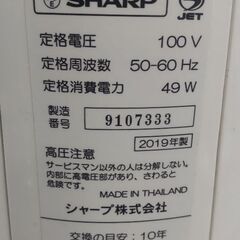 SHARP
PS
E
JET
定格電圧 100 V
定格周波数 50-60 Hz
定格消費電力 49 W
製造番号 9107333
2019年製
高圧注意
サービスマン以外の人は分解しない。
内部に高電圧部があり、さわると
危険です。
MADE IN THAILAND
シャープ株式会社
交換の目安：10年